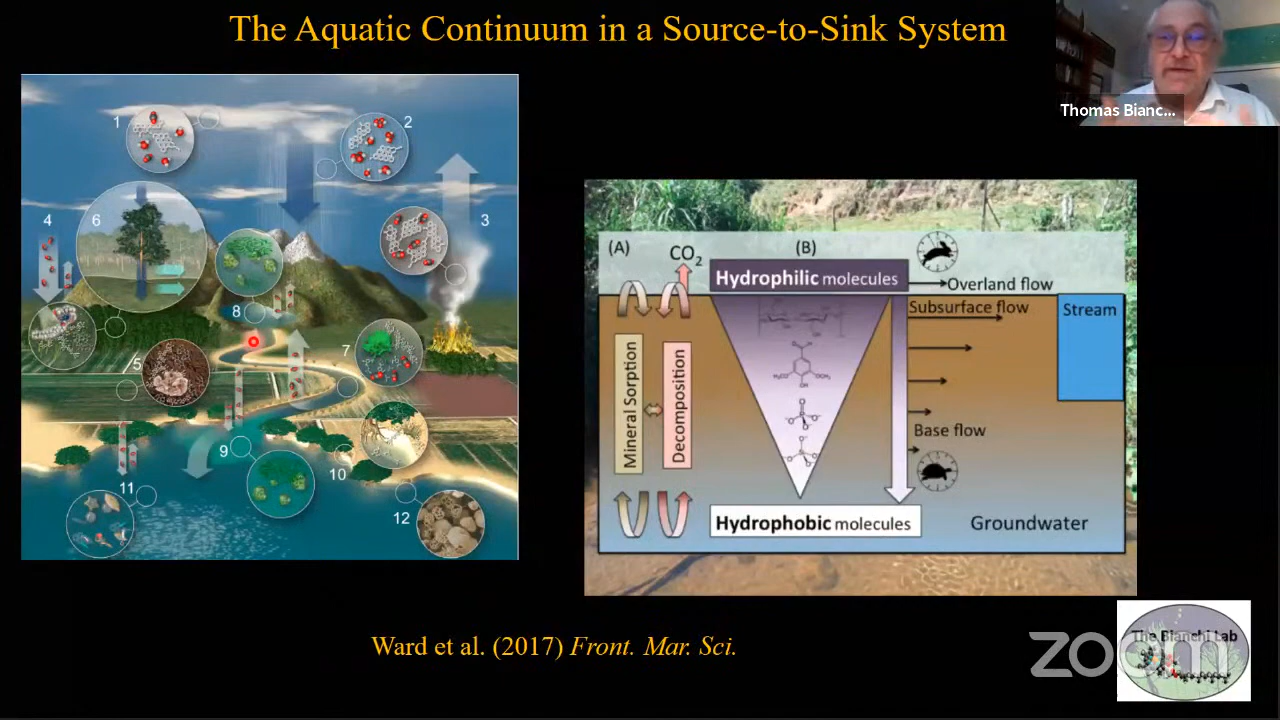 The Aquatic Continuum in a Source-to-Sink System
Thomas Bianc...
1
2
3
4
6
8
5
7
9
10
11
12
(A)
CO2
(B)
Hydrophilic molecules
Overland flow
Subsurface flow
Stream
Mineral Sorption
Decomposition
Base flow
Hydrophobic molecules
Groundwater
Ward et al. (2017) Front. Mar. Sci.
The Bianchi Lab
zoom